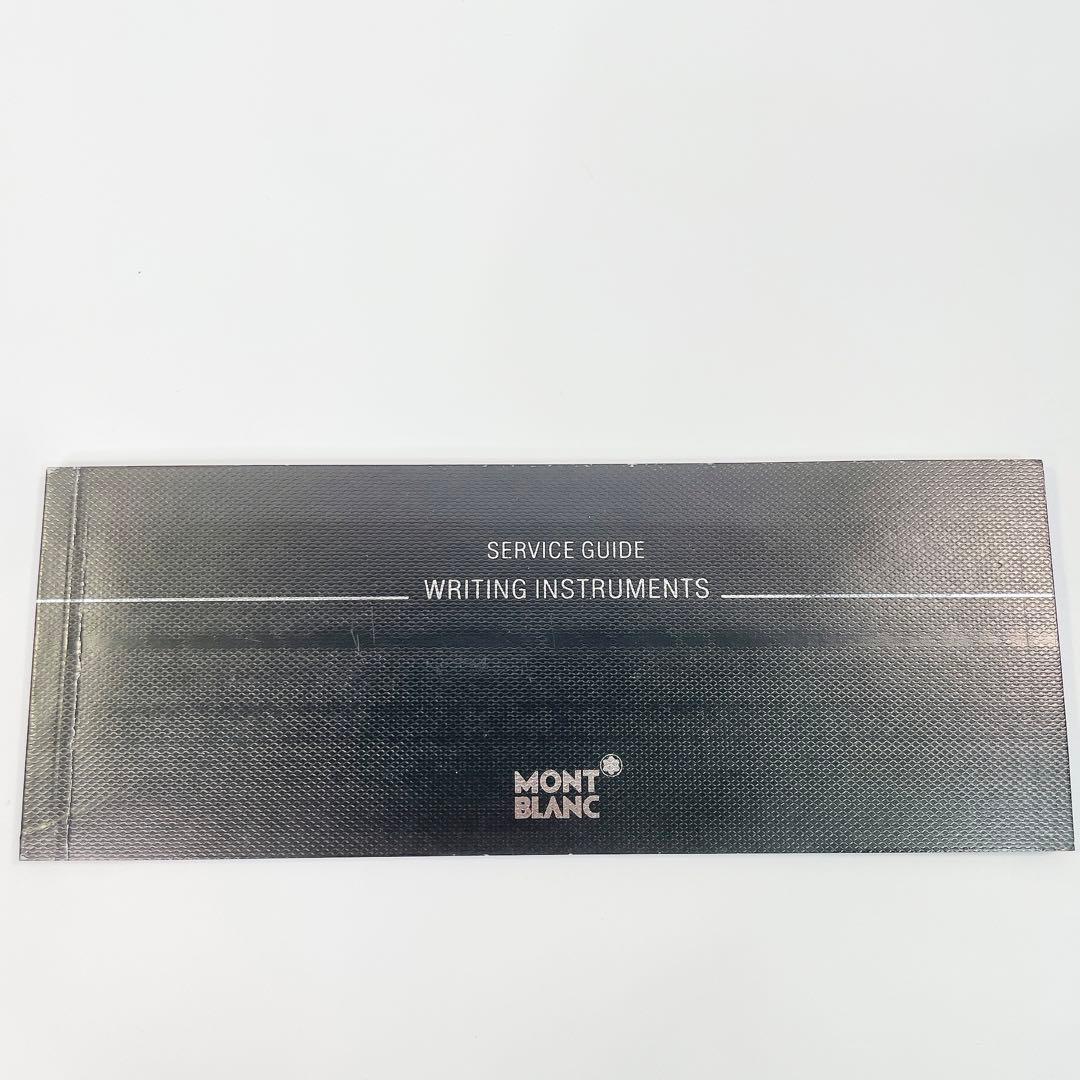 SERVICE GUIDE
WRITING INSTRUMENTS
MONT
BLANC